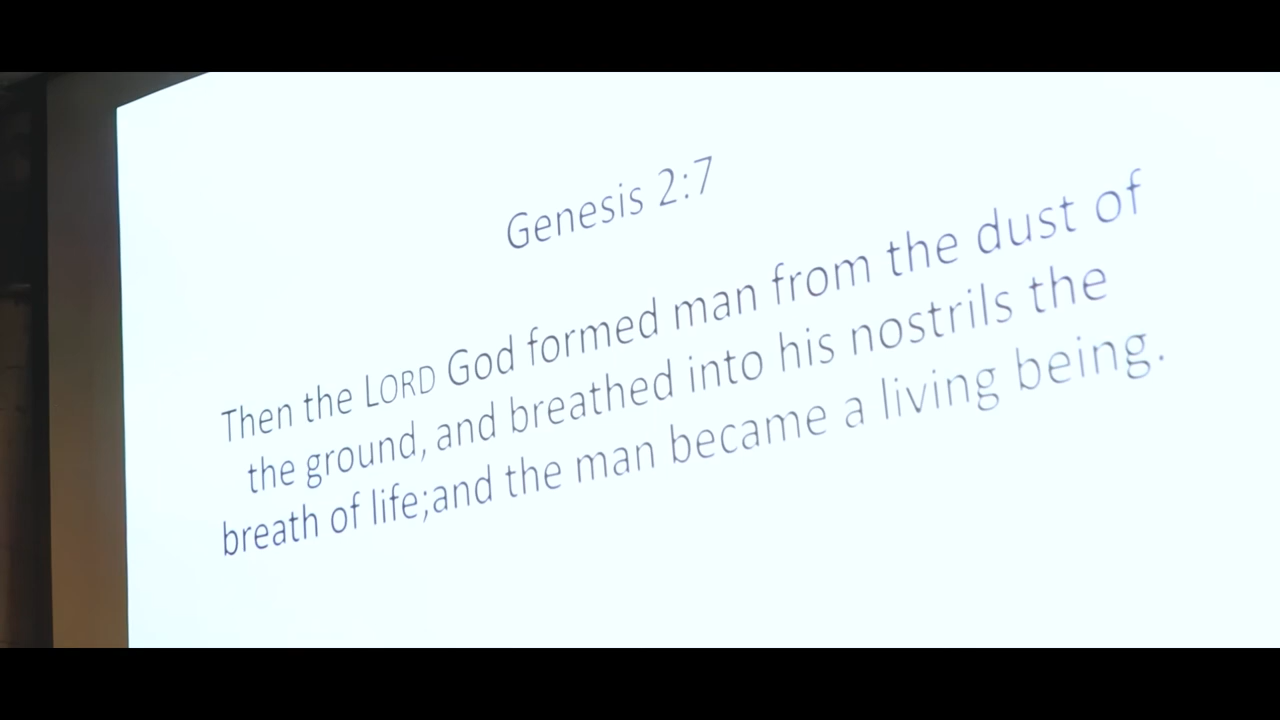 Genesis 2:7
Then the LORD God formed man from the dust of
the ground, and breathed into his nostrils the
breath of life;and the man became a living being.